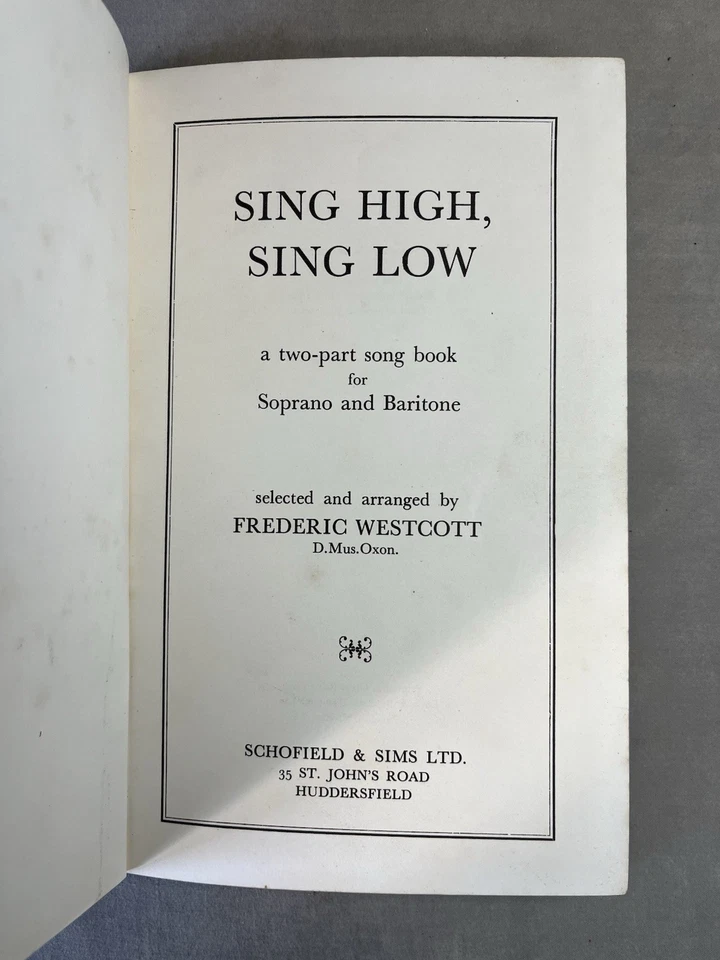 SING HIGH,
SING LOW
a two-part song book
for
Soprano and Baritone
selected and arranged by
FREDERIC WESTCOTT
D.Mus.Oxon.
SCHOFIELD & SIMS LTD.
35 ST. JOHN'S ROAD
HUDDERSFIELD